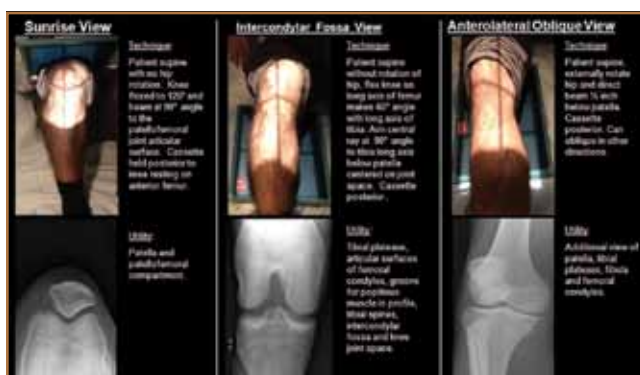 Sunrise View
Technique:
Patient supine
with no hip
rotation. Knee
flexed to 120° and
beam at 90° angle
to the
patellofemoral
joint articular
surface. Cassette
held posterior to
knee resting on
anterior femur.
Utility:
Patella and
patellofemoral
compartment.
Intercondylar Fossa View
Technique:
Patient supine
without rotation of
hip, flex knee so
long axis of femur
makes 60° angle
with long axis of
tibia. Aim central
ray at 90° angle
to tibia long axis
below patella
centered on joint
space. Cassette
posterior.
Utility:
Tibial plateaus,
articular surfaces
of femoral
condyles, groove
for popliteus
muscle in profile,
tibial spines,
intercondylar
fossa and knee
joint space.
Anterolateral Oblique View
Technique:
Patient supine,
externally rotate
hip and direct
beam ½ inch
below patella.
Cassette
posterior. Can
oblique in other
directions.
Utility:
Additional view of
patella, tibial
plateaus, fibula
and femoral
condyles.